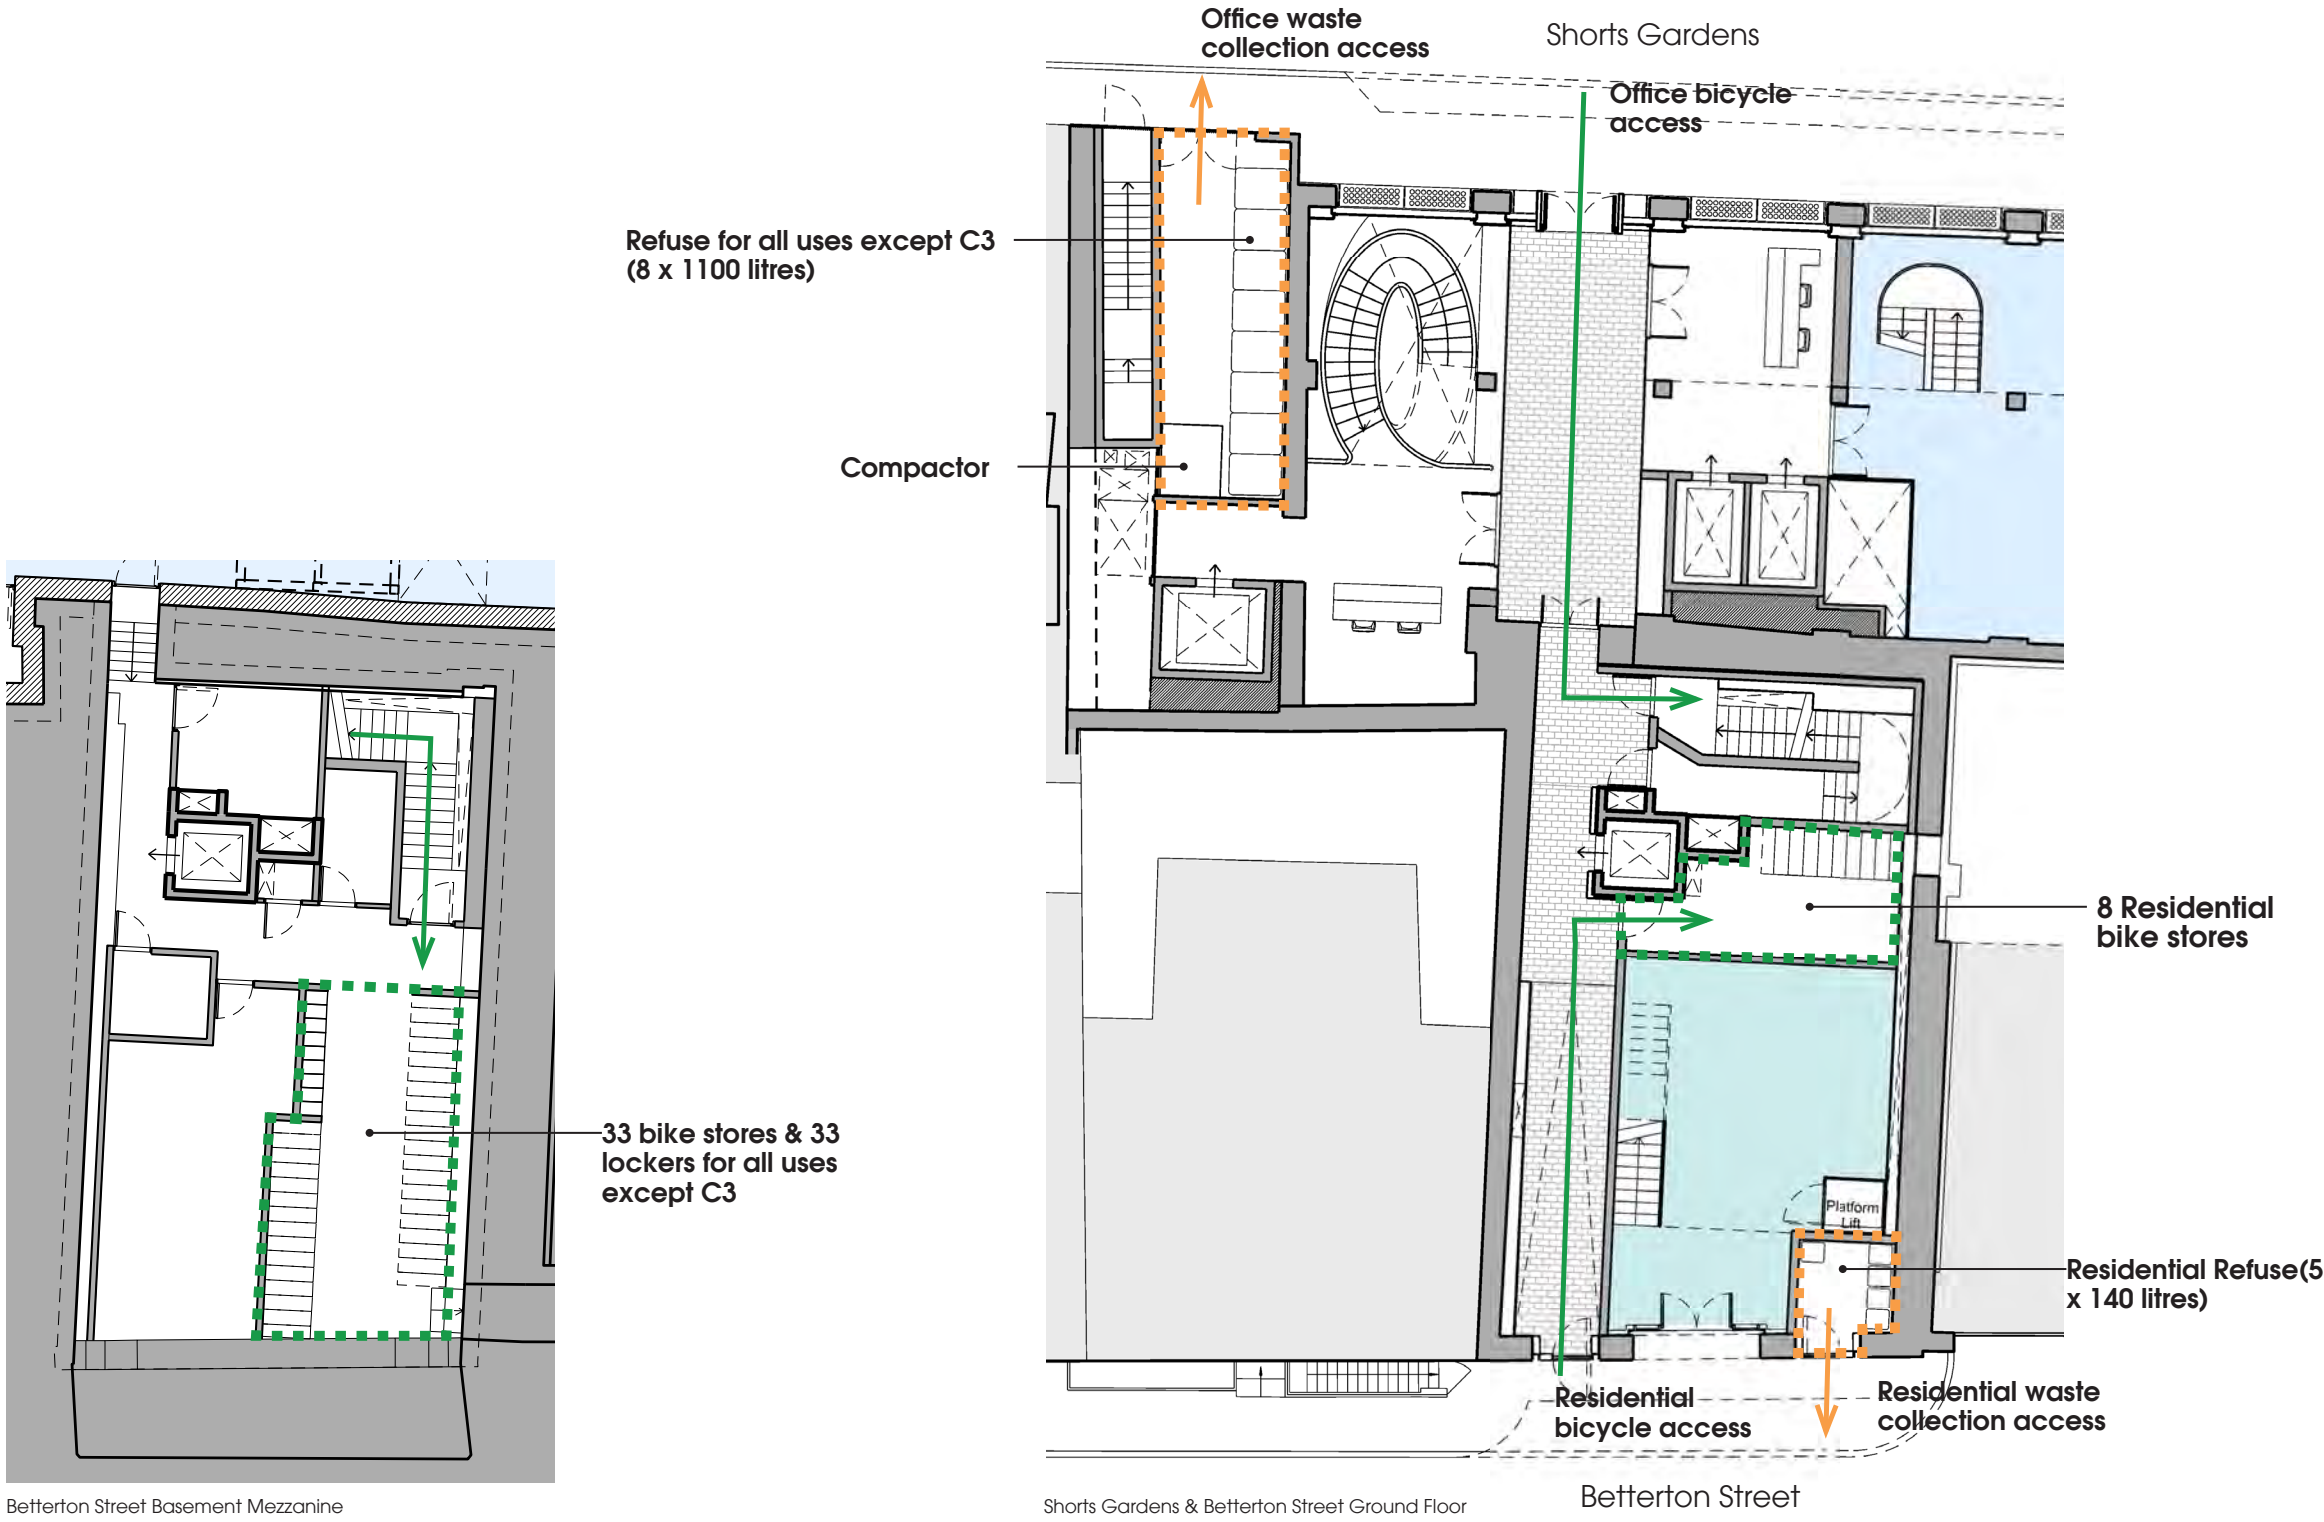 Office waste
collection access
Shorts Gardens
Office bicycle
access
Refuse for all uses except C3
(8 x 1100 litres)
Compactor
8 Residential
bike stores
33 bike stores & 33
lockers for all uses
except C3
Platform
Lift
Residential Refuse(5
x 140 litres)
Residential
bicycle access
Residential waste
collection access
Betterton Street
Betterton Street Basement Mezzanine
Shorts Gardens & Betterton Street Ground Floor